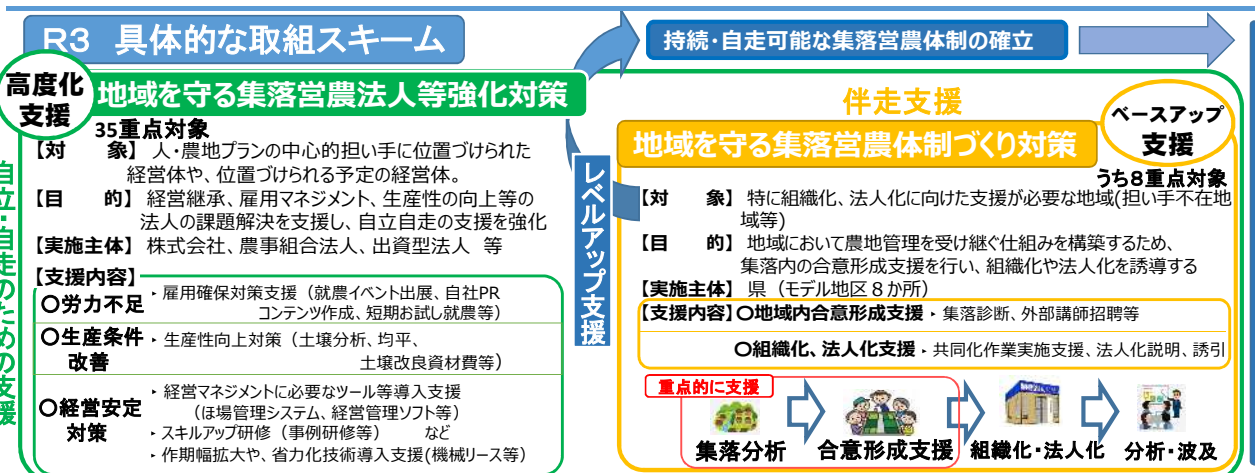 R3 具体的な取組スキーム
持続・自走可能な集落営農体制の確立
高度化
支援
地域を守る集落営農法人等強化対策
35重点対象
【対　　象】人・農地プランの中心的担い手に位置づけられた
経営体や、位置づけられる予定の経営体。
【目　　的】経営継承、雇用マネジメント、生産性の向上等の
法人の課題解決を支援し、自立自走の支援を強化
【実施主体】株式会社、農事組合法人、出資型法人 等
【支援内容】
〇労力不足
・雇用確保対策支援（就農イベント出展、自社PR
コンテンツ作成、短期お試し就農等）
〇生産条件
改善
・生産性向上対策（土壌分析、均平、
土壌改良資材費等）
〇経営安定
対策
・経営マネジメントに必要なツール等導入支援
（ほ場管理システム、経営管理ソフト等）
・スキルアップ研修（事例研修等）　など
・作期幅拡大や、省力化技術導入支援(機械リース等）
自立・自走のための支援
レベルアップ支援
伴走支援
ベースアップ
支援
地域を守る集落営農体制づくり対策
うち8重点対象
【対　　象】特に組織化、法人化に向けた支援が必要な地域(担い手不在地
域等)
【目　　的】地域において農地管理を受け継ぐ仕組みを構築するため、
集落内の合意形成支援を行い、組織化や法人化を誘導する
【実施主体】県（モデル地区８か所）
【支援内容】〇地域内合意形成支援・集落診断、外部講師招聘等
〇組織化、法人化支援・共同化作業実施支援、法人化説明、誘引
重点的に支援
集落分析
合意形成支援
組織化・法人化
分析・波及